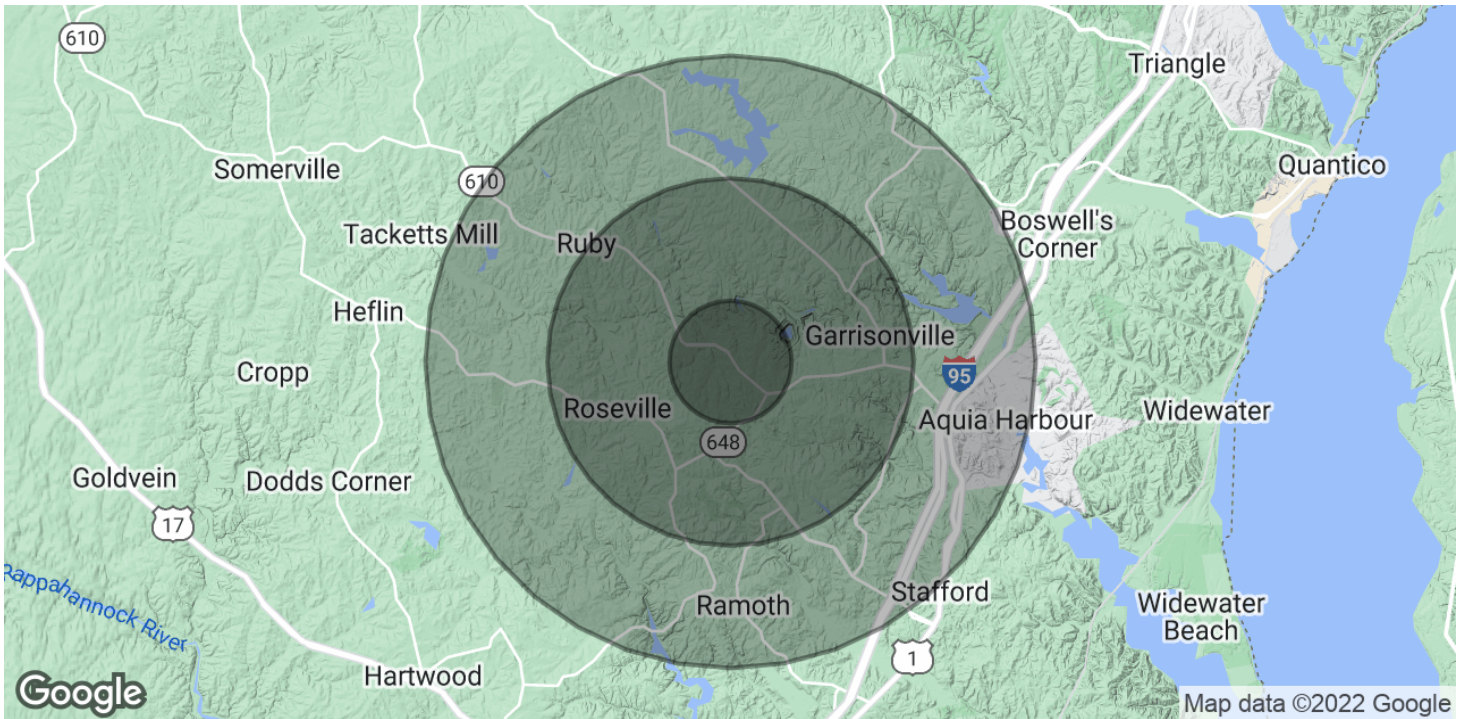 610
Triangle
Somerville
Quantico
610
Boswell's
Corner
Tacketts Mill
Ruby
Heflin
Garrisonville
Cropp
95
Roseville
Widewater
Aquia Harbour
648
Goldvein
Dodds Corner
17
Rappahannock River
Stafford
Ramoth
Widewater
Beach
1
Hartwood
Google
Map data ©2022 Google